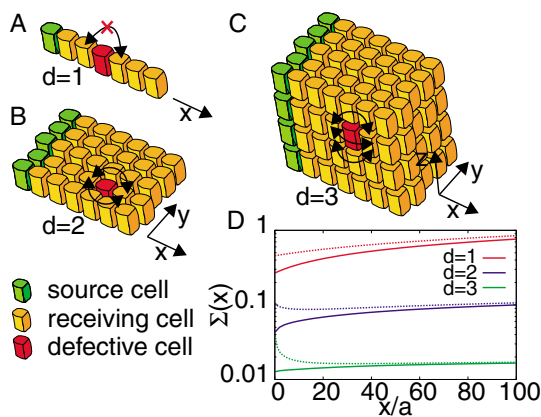 A
d=1
x
B
d=2
y
x
C
d=3
z
y
x
source cell
receiving cell
defective cell
D
Σ(x)
1
0.1
0.01
d=1
d=2
d=3
0 20 40 60 80 100
x/a